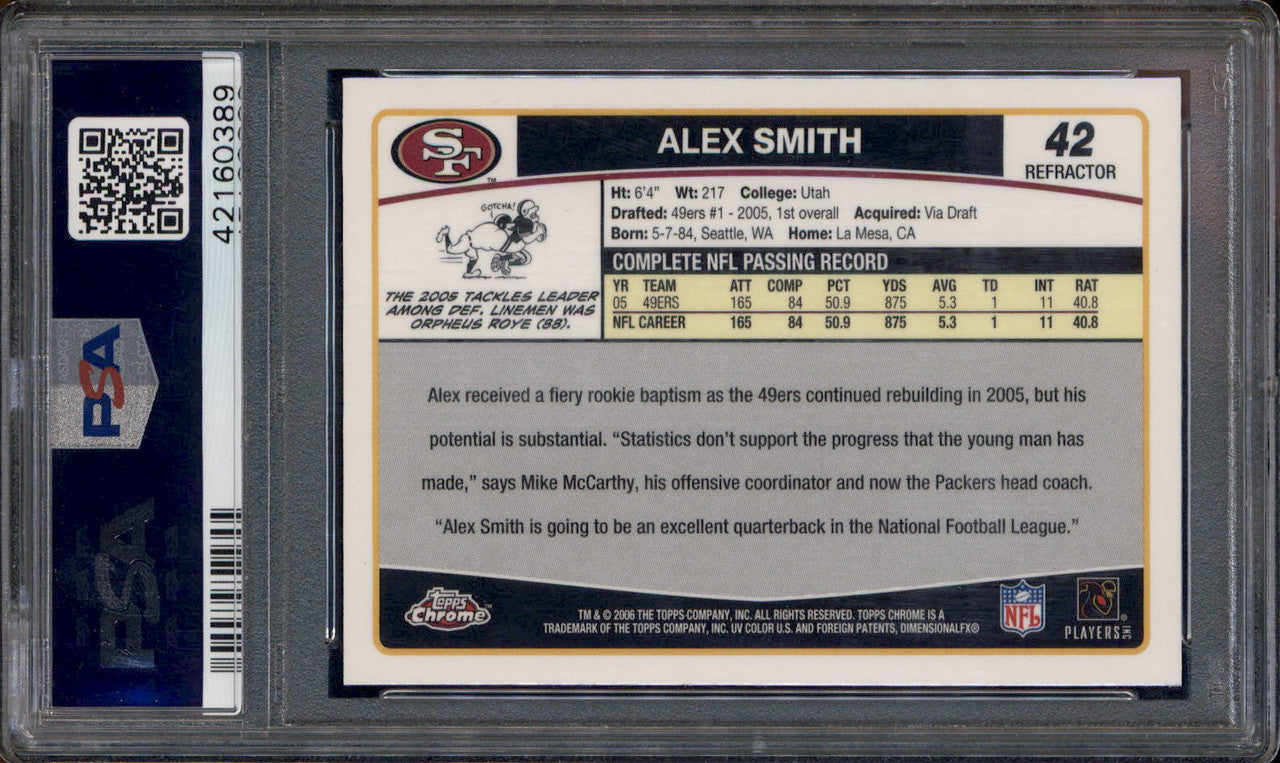 42160389
PSA
PSA
SF
TM
ALEX SMITH
42
REFRACTOR
GOTCHA!
THE 2005 TACKLES LEADER
AMONG DEF. LINEMEN WAS
ORPHEUS ROYE (88).
Ht: 6'4" Wt: 217 College: Utah
Drafted: 49ers #1 - 2005, 1st overall Acquired: Via Draft
Born: 5-7-84, Seattle, WA Home: La Mesa, CA
COMPLETE NFL PASSING RECORD
YR TEAM ATT COMP PCT YDS AVG TD INT RAT
05 49ERS 165 84 50.9 875 5.3 1 11 40.8
NFL CAREER 165 84 50.9 875 5.3 1 11 40.8
Alex received a fiery rookie baptism as the 49ers continued rebuilding in 2005, but his
potential is substantial. “Statistics don’t support the progress that the young man has
made,” says Mike McCarthy, his offensive coordinator and now the Packers head coach.
“Alex Smith is going to be an excellent quarterback in the National Football League.”
Topps
Chrome
TM & © 2006 THE TOPPS COMPANY, INC. ALL RIGHTS RESERVED. TOPPS CHROME IS A
TRADEMARK OF THE TOPPS COMPANY, INC. UV COLOR U.S. AND FOREIGN PATENTS, DIMENSIONALFX®
NFL
PLAYERS INC